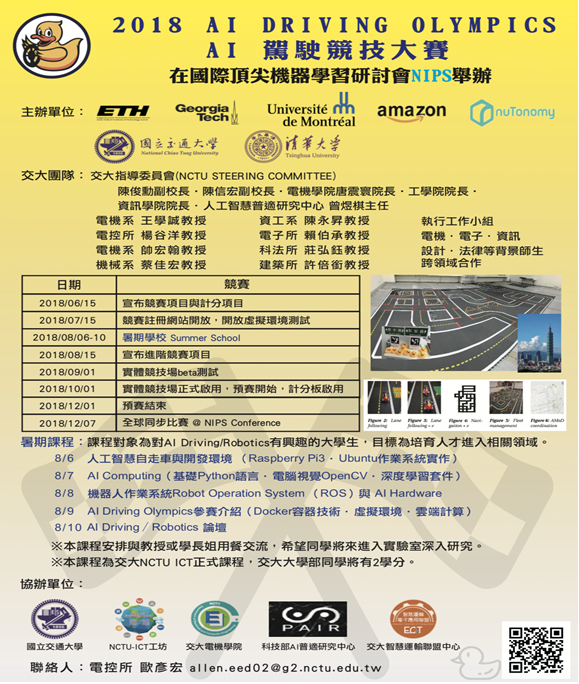 2018 AI DRIVING OLYMPICS
AI 駕駛競技大賽
在國際頂尖機器學習研討會NIPS舉辦
主辦單位：
ETH
Georgia Tech
Université de Montréal
amazon
nuTonomy
國立交通大學
National Chiao Tung University
清華大學
Tsinghua University
交大團隊：交大指導委員會(NCTU STEERING COMMITTEE)
陳俊勳副校長．陳信宏副校長．電機學院唐震寰院長．工學院院長．
資訊學院院長．人工智慧普適研究中心 曾煜棋主任
電機系 王學誠教授 資工系 陳永昇教授 執行工作小組
電控所 楊谷洋教授 電子所 賴伯承教授 電機．電子．資訊
電機系 帥宏翰教授 科法所 莊弘鈺教授 設計．法律等背景師生
機械系 蔡佳宏教授 建築所 許倍銜教授 跨領域合作
日期 競賽
2018/06/15 宣布競賽項目與計分項目
2018/07/15 競賽註冊網站開放，開放虛擬環境測試
2018/08/06-10 暑期學校 Summer School
2018/08/15 宣布進階競賽項目
2018/09/01 實體競技場beta測試
2018/10/01 實體競技場正式啟用，預賽開始，計分板啟用
2018/12/01 預賽結束
2018/12/07 全球同步比賽 @ NIPS Conference
Figure 2: Lane following
Figure 3: Lane following + v
Figure 4: Navigation + v
Figure 5: Fleet management
Figure 6: AMoD coordination
暑期課程：課程對象為對AI Driving/Robotics有興趣的大學生，目標為培育人才進入相關領域。
8/6 人工智慧自走車與開發環境 （Raspberry Pi3．Ubuntu作業系統實作）
8/7 AI Computing（基礎Python語言．電腦視覺OpenCV．深度學習套件）
8/8 機器人作業系統Robot Operation System （ROS）與 AI Hardware
8/9 AI Driving Olympics參賽介紹（Docker容器技術．虛擬環境．雲端計算）
8/10 AI Driving / Robotics 論壇
※本課程安排與教授或學長姐用餐交流，希望同學將來進入實驗室深入研究。
※本課程為交大NCTU ICT正式課程，交大大學部同學將有2學分。
協辦單位：
PAIR
ECT
國立交通大學
NCTU-ICT工坊
交大電機學院
科技部AI普適研究中心
交大智慧運輸聯盟中心
聯絡人：電控所 歐彥宏 allen.eed02@g2.nctu.edu.tw